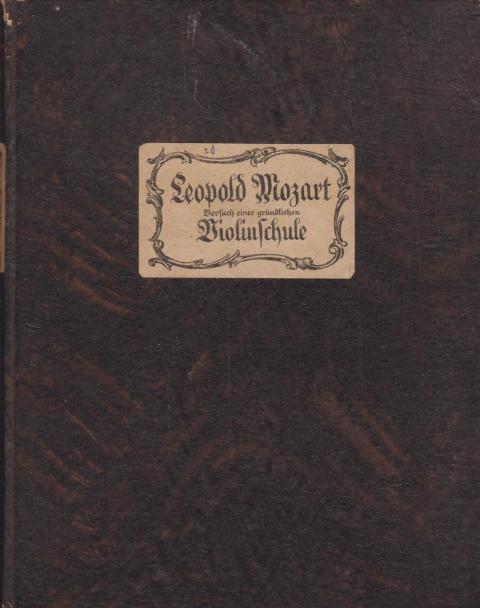 Leopold Mozart
Versuch einer gründlichen
Violinschule